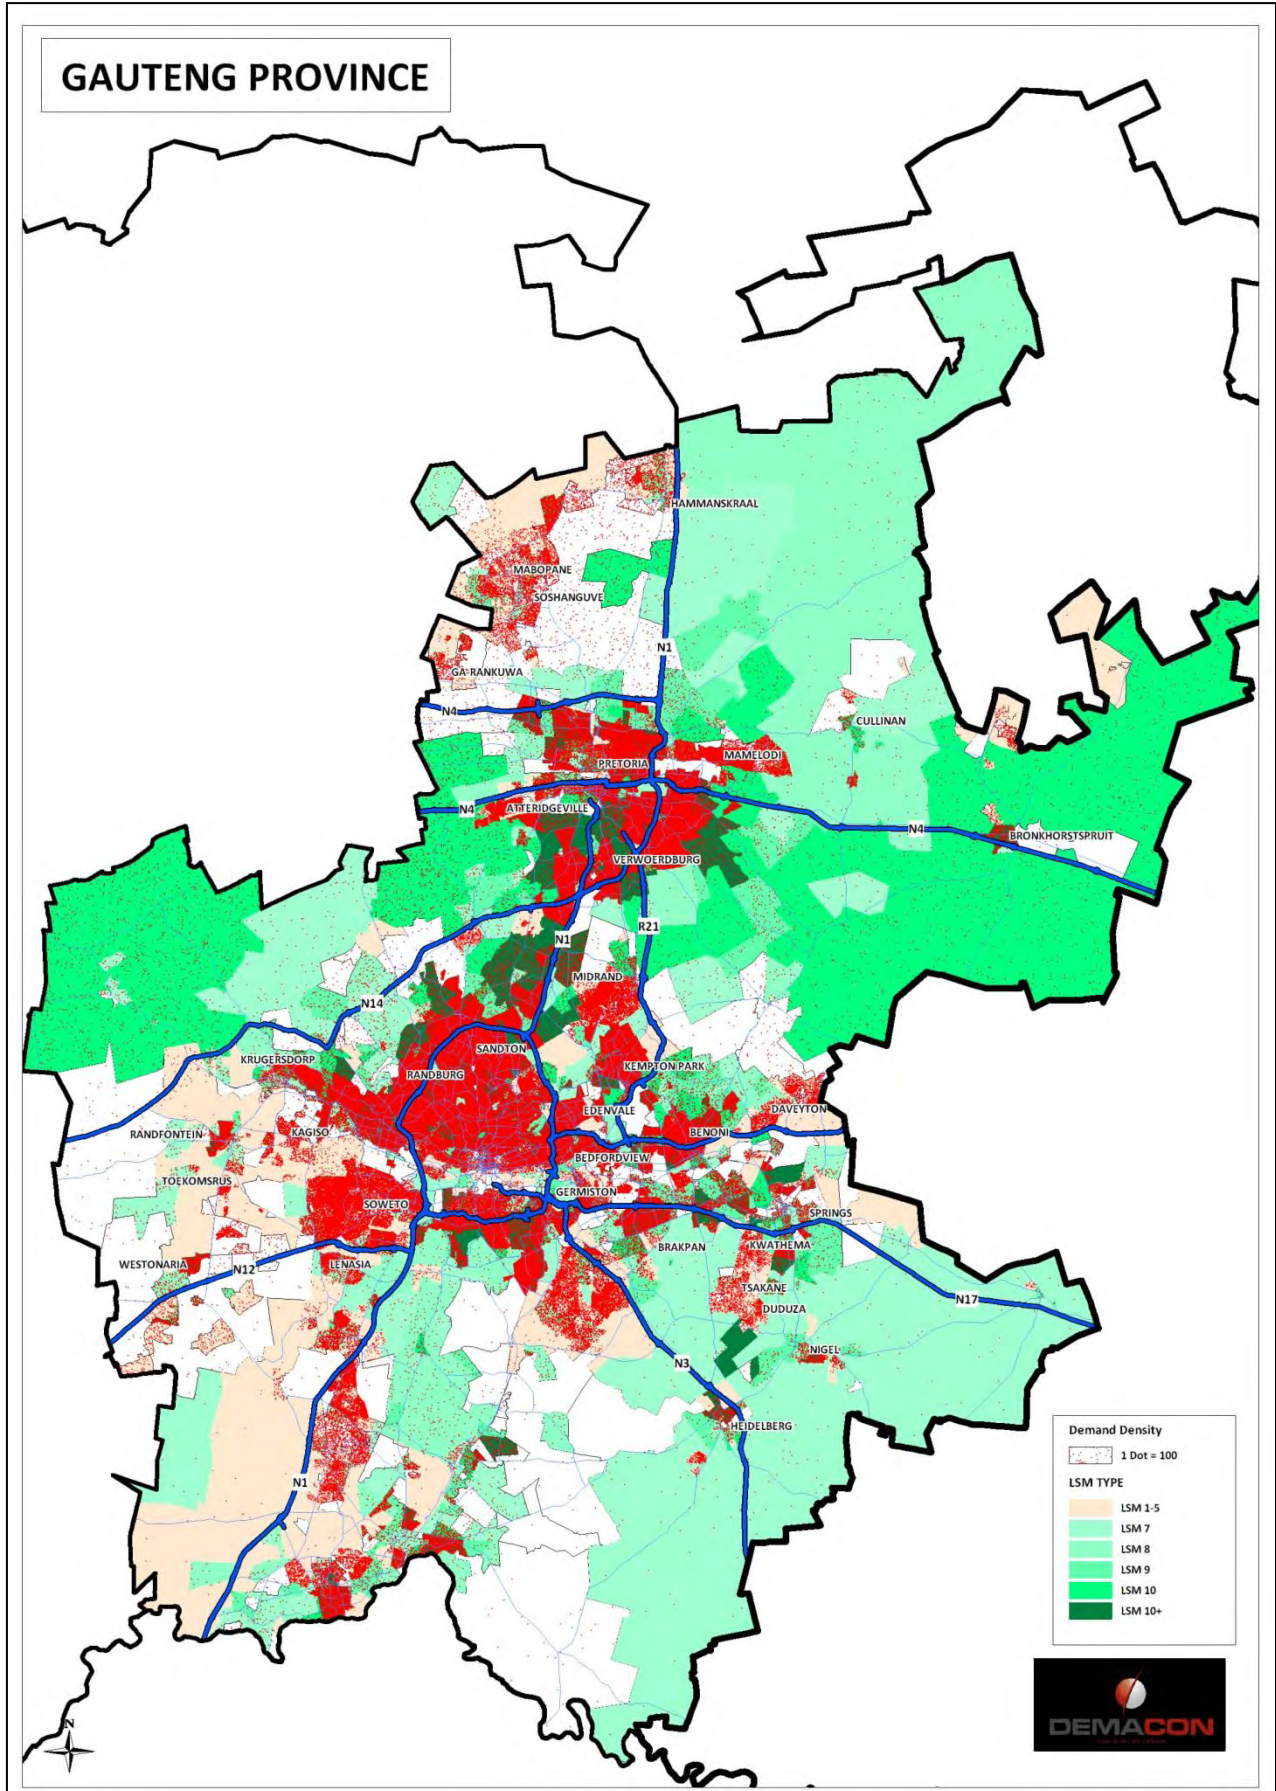 GAUTENG PROVINCE
HAMMANSKRAAL
MABOPANE
SOSHANGUVE
N1
GA-RANKUWA
N4
CULLINAN
MAMELODI
PRETORIA
N4
ATTERIDGEVILLE
N4
BRONKHORSTSPRUIT
VERWOERDBURG
R21
N1
MIDRAND
N14
SANDTON
KRUGERSDORP
KEMPTON PARK
RANDBURG
EDENVALE
DAVEYTON
RANDFONTEIN
KAGISO
BENONI
BEDFORDVIEW
TOEKOMSRUS
GERMISTON
SOWETO
SPRINGS
BRAKPAN
KWATHEMA
WESTONARIA
N12
LENASIA
TSAKANE
N17
DUDUZA
NIGEL
N3
HEIDELBERG
N1
Demand Density
1 Dot = 100
LSM TYPE
LSM 1-5
LSM 7
LSM 8
LSM 9
LSM 10
LSM 10+
N
DEMACON